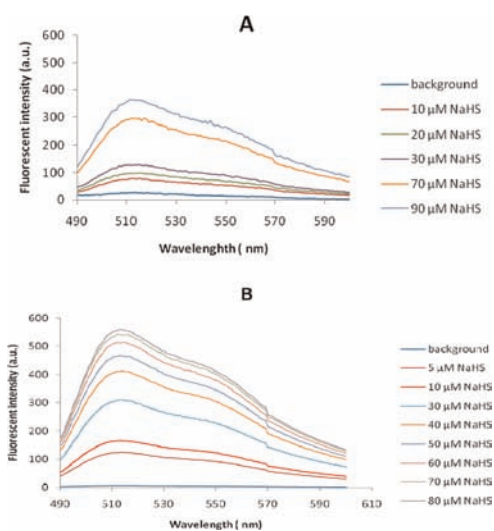 A
Fluorescent intensity (a.u.)
600
500
400
300
200
100
0
490 510 530 550 570 590
Wavelenghth ( nm)
background
10 µM NaHS
20 µM NaHS
30 µM NaHS
70 µM NaHS
90 µM NaHS
B
Fluorescent intensity (a.u.)
600
500
400
300
200
100
0
490 510 530 550 570 590 610
Wavelength ( nm)
background
5 µM NaHS
10 µM NaHS
30 µM NaHS
40 µM NaHS
50 µM NaHS
60 µM NaHS
70 µM NaHS
80 µM NaHS